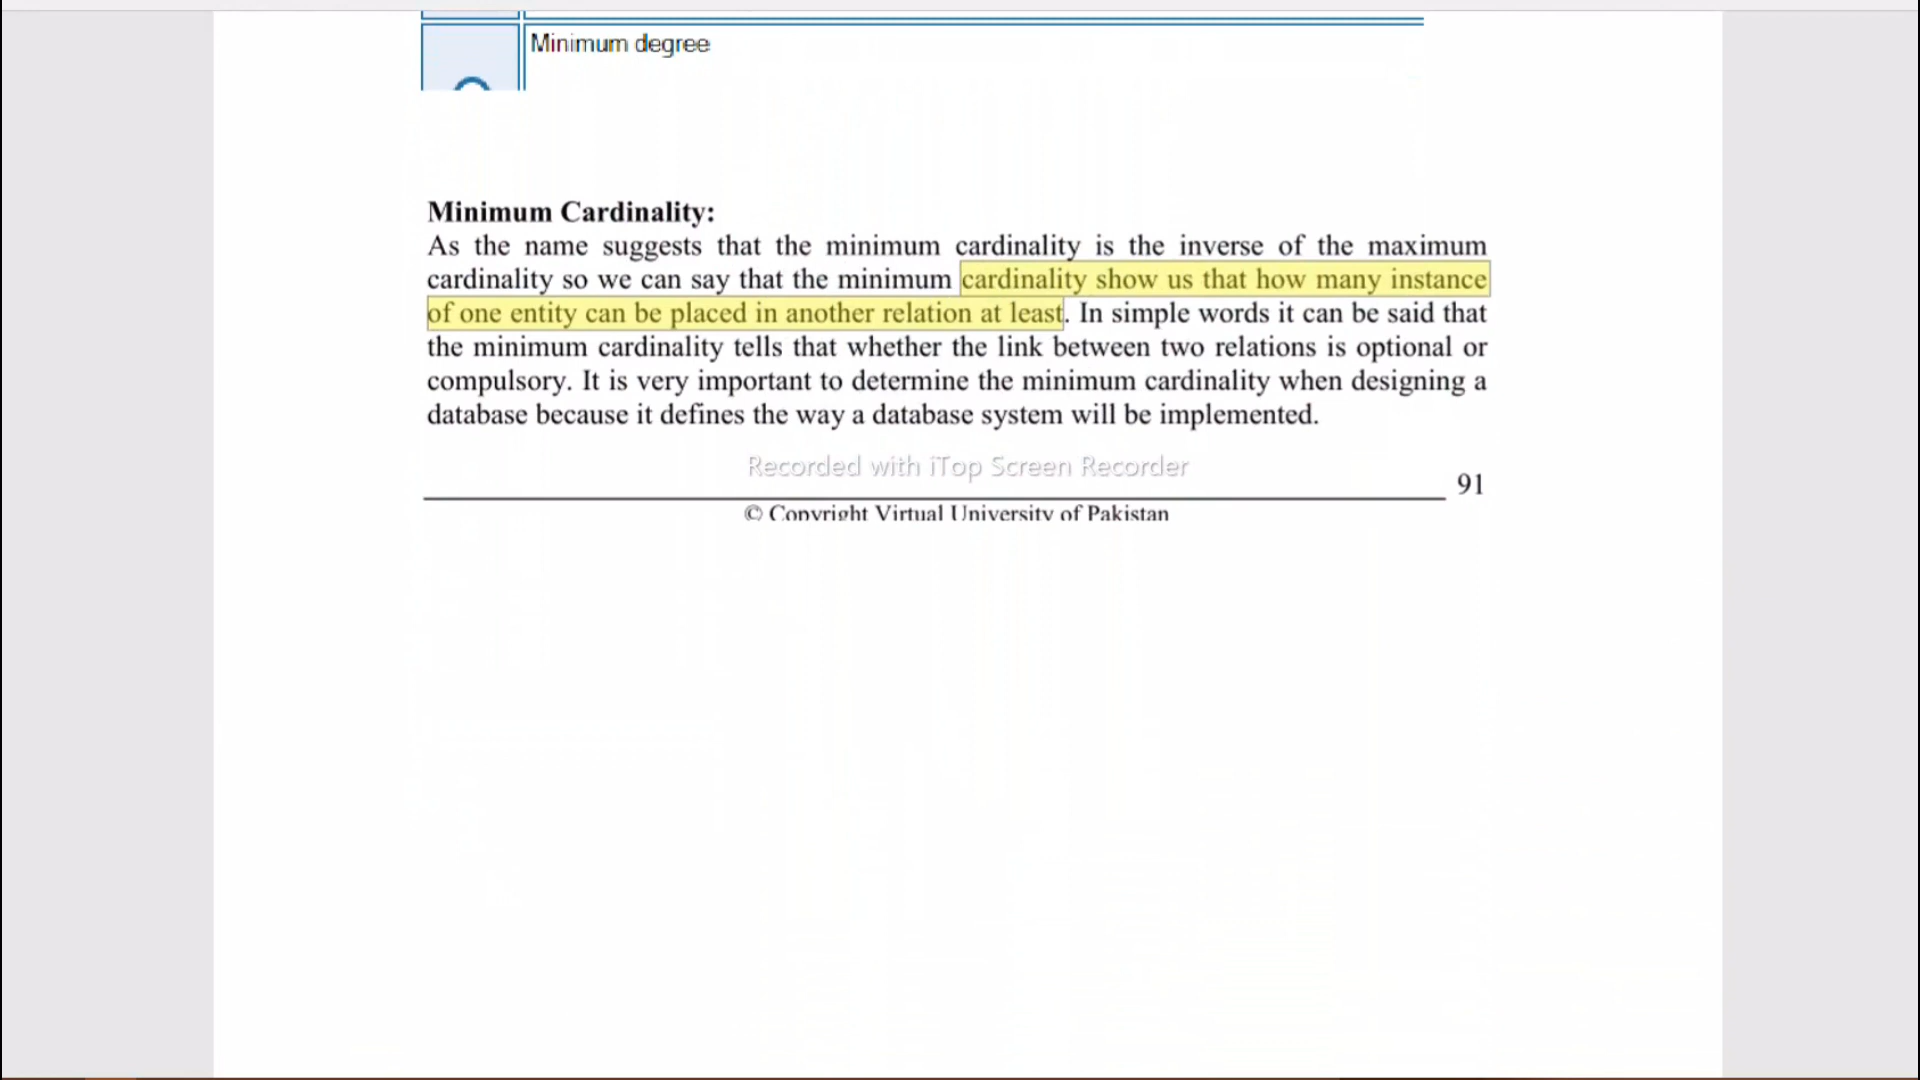 Minimum degree
Minimum Cardinality:
As the name suggests that the minimum cardinality is the inverse of the maximum
cardinality so we can say that the minimum cardinality show us that how many instance
of one entity can be placed in another relation at least. In simple words it can be said that
the minimum cardinality tells that whether the link between two relations is optional or
compulsory. It is very important to determine the minimum cardinality when designing a
database because it defines the way a database system will be implemented.
Recorded with iTop Screen Recorder
91
© Copyright Virtual University of Pakistan